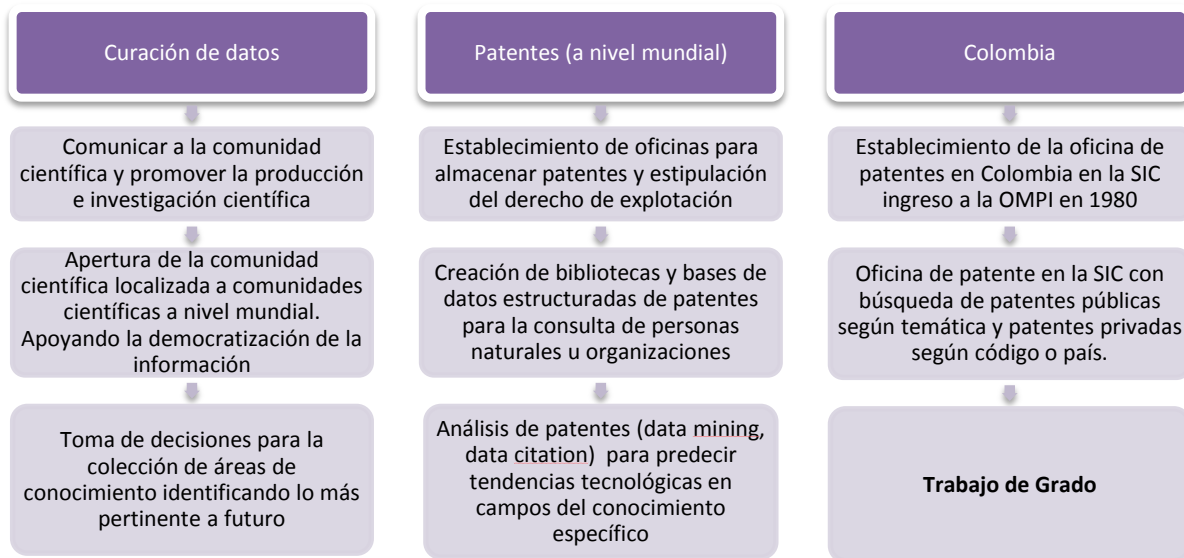 Curación de datos
Comunicar a la comunidad
científica y promover la producción
e investigación científica
Apertura de la comunidad
científica localizada a comunidades
científicas a nivel mundial.
Apoyando la democratización de la
información
Toma de decisiones para la
colección de áreas de
conocimiento identificando lo más
pertinente a futuro
Patentes (a nivel mundial)
Establecimiento de oficinas para
almacenar patentes y estipulación
del derecho de explotación
Creación de bibliotecas y bases de
datos estructuradas de patentes
para la consulta de personas
naturales u organizaciones
Análisis de patentes (data mining,
data citation) para predecir
tendencias tecnológicas en
campos del conocimiento
específico
Colombia
Establecimiento de la oficina de
patentes en Colombia en la SIC
ingreso a la OMPI en 1980
Oficina de patente en la SIC con
búsqueda de patentes públicas
según temática y patentes privadas
según código o país.
Trabajo de Grado